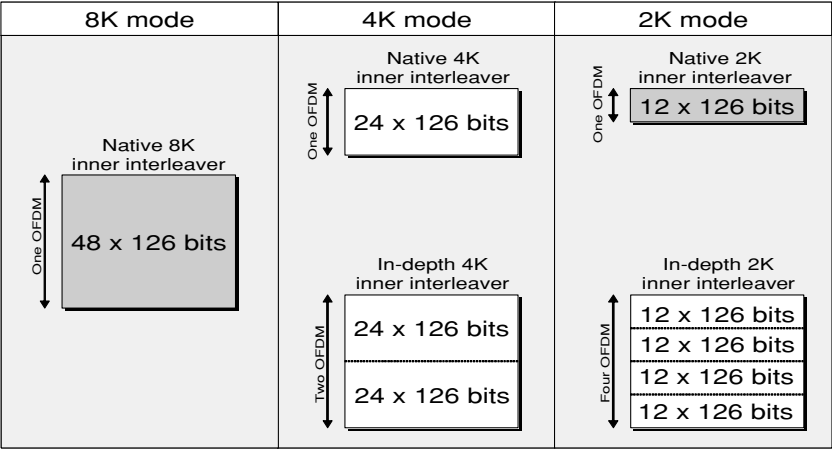 8K mode
4K mode
2K mode
Native 8K
inner interleaver
One OFDM
48 x 126 bits
Native 4K
inner interleaver
One OFDM
24 x 126 bits
In-depth 4K
inner interleaver
Two OFDM
24 x 126 bits
24 x 126 bits
Native 2K
inner interleaver
One OFDM
12 x 126 bits
In-depth 2K
inner interleaver
Four OFDM
12 x 126 bits
12 x 126 bits
12 x 126 bits
12 x 126 bits